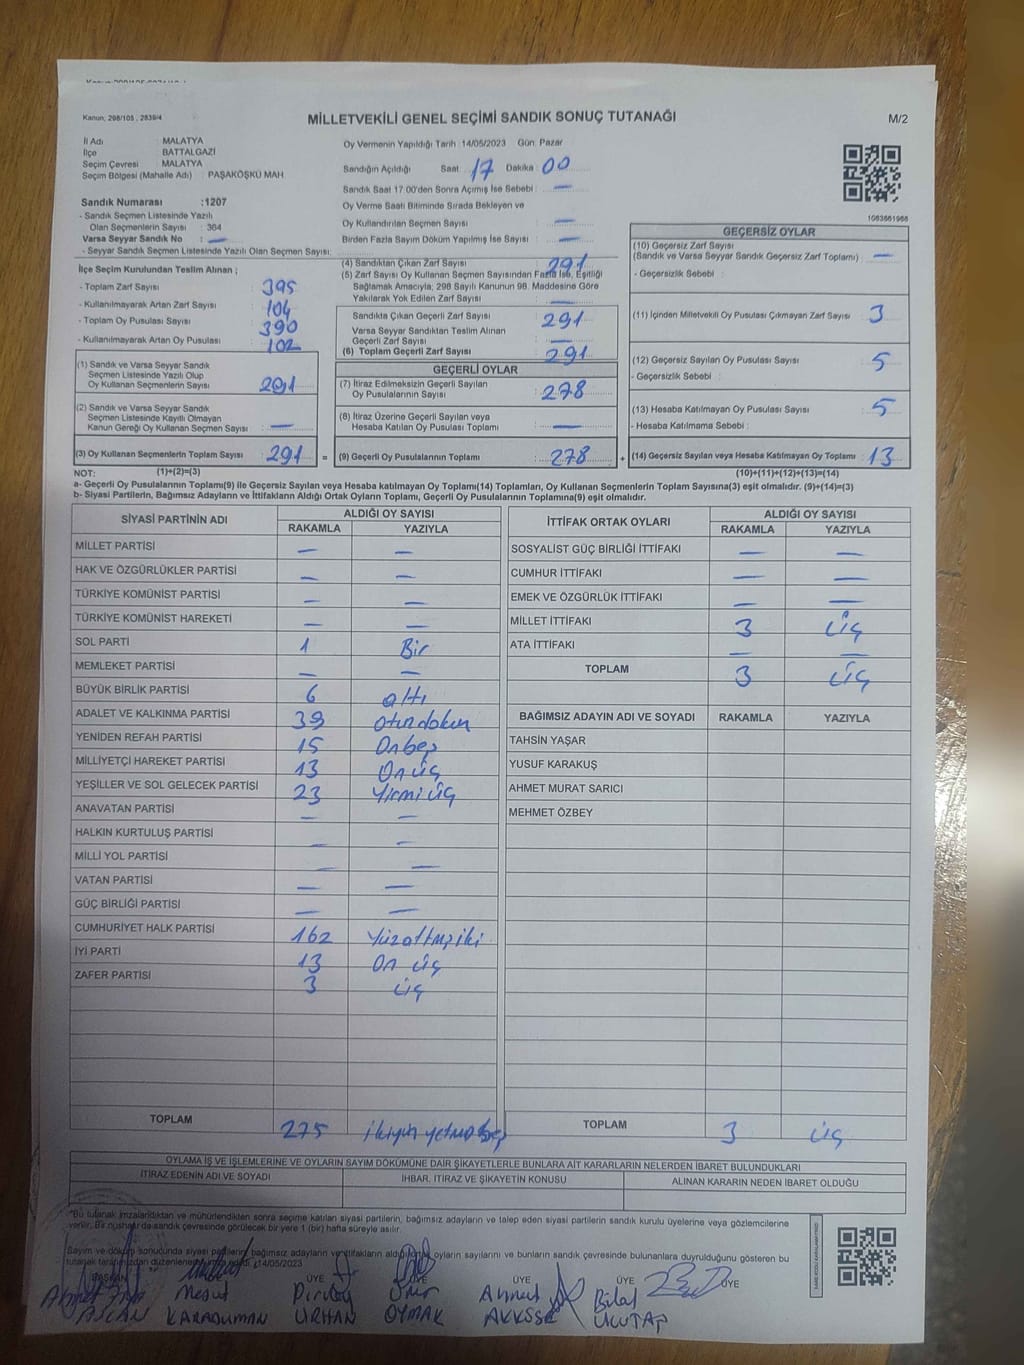 Kanun, 298/105 , 2839/4
MİLLETVEKİLİ GENEL SEÇİMİ SANDIK SONUÇ TUTANAĞI
M/2
İl Adı MALATYA
İlçe BATTALGAZİ
Seçim Çevresi MALATYA
Seçim Bölgesi (Mahalle Adı) : PAŞAKÖŞKÜ MAH
Sandık Numarası :1207
- Sandık Seçmen Listesinde Yazılı
Olan Seçmenlerin Sayısı : 364
Varsa Seyyar Sandık No : —
- Seyyar Sandık Seçmen Listesinde Yazılı Olan Seçmen Sayısı:
İlçe Seçim Kurulundan Teslim Alınan ;
- Toplam Zarf Sayısı : 395
- Kullanılmayarak Artan Zarf Sayısı : 104
- Toplam Oy Pusulası Sayısı : 390
- Kullanılmayarak Artan Oy Pusulası : 102
(1) Sandık ve Varsa Seyyar Sandık
Seçmen Listesinde Yazılı Olup
Oy Kullanan Seçmenlerin Sayısı : 291
(2) Sandık ve Varsa Seyyar Sandık
Seçmen Listesinde Kayıtlı Olmayan
Kanun Gereği Oy Kullanan Seçmen Sayısı : —
(3) Oy Kullanan Seçmenlerin Toplam Sayısı : 291 =
Oy Vermenin Yapıldığı Tarih :14/05/2023 Gün: Pazar
Sandığın Açıldığı Saat: 17 Dakika: 00
Sandık Saat 17:00'den Sonra Açımış İse Sebebi : —
Oy Verme Saati Bitiminde Sırada Bekleyen ve
Oy Kullandırılan Seçmen Sayısı : —
Birden Fazla Sayım Döküm Yapılmış İse Sayısı : —
(4) Sandıktan Çıkan Zarf Sayısı : 291
(5) Zarf Sayısı Oy Kullanan Seçmen Sayısından Fazla İse, Eşitliği
Sağlamak Amacıyla, 298 Sayılı Kanunun 98. Maddesine Göre
Yakılarak Yok Edilen Zarf Sayısı : —
Sandıkta Çıkan Geçerli Zarf Sayısı : 291
Varsa Seyyar Sandıktan Teslim Alınan
Geçerli Zarf Sayısı : —
(6) Toplam Geçerli Zarf Sayısı : 291
GEÇERLİ OYLAR
(7) İtiraz Edilmeksizin Geçerli Sayılan
Oy Pusulalarının Sayısı : 278
(8) İtiraz Üzerine Geçerli Sayılan veya
Hesaba Katılan Oy Pusulası Toplamı : —
(9) Geçerli Oy Pusulalarının Toplamı : 278 +
1063661968
GEÇERSİZ OYLAR
(10) Geçersiz Zarf Sayısı
(Sandık ve Varsa Seyyar Sandık Geçersiz Zarf Toplamı) : —
- Geçersizlik Sebebi :
(11) İçinden Milletvekili Oy Pusulası Çıkmayan Zarf Sayısı : 3
(12) Geçersiz Sayılan Oy Pusulası Sayısı : 5
- Geçersizlik Sebebi :
(13) Hesaba Katılmayan Oy Pusulası Sayısı : 5
- Hesaba Katılmama Sebebi :
(14) Geçersiz Sayılan veya Hesaba Katılmayan Oy Toplamı : 13
NOT: (1)+(2)=(3) (10)+(11)+(12)+(13)=(14)
a- Geçerli Oy Pusulalarının Toplamı(9) ile Geçersiz Sayılan veya Hesaba Katılmayan Oy Toplamı(14) Toplamları, Oy Kullanan Seçmenlerin Toplam Sayısına(3) eşit olmalıdır. (9)+(14)=(3)
b- Siyasi Partilerin, Bağımsız Adayların ve İttifakların Aldığı Ortak Oyların Toplamı, Geçerli Oy Pusulalarının Toplamına(9) eşit olmalıdır.
SİYASİ PARTİNİN ADI ALDIĞI OY SAYISI
RAKAMLA YAZIYLA
MİLLET PARTİSİ — —
HAK VE ÖZGÜRLÜKLER PARTİSİ — —
TÜRKİYE KOMÜNİST PARTİSİ — —
TÜRKİYE KOMÜNİST HAREKETİ — —
SOL PARTİ 1 Bir
MEMLEKET PARTİSİ — —
BÜYÜK BİRLİK PARTİSİ 6 altı
ADALET VE KALKINMA PARTİSİ 39 otuzdokuz
YENİDEN REFAH PARTİSİ 15 Onbeş
MİLLİYETÇİ HAREKET PARTİSİ 13 On üç
YEŞİLLER VE SOL GELECEK PARTİSİ 23 Yirmi üç
ANAVATAN PARTİSİ — —
HALKIN KURTULUŞ PARTİSİ — —
MİLLİ YOL PARTİSİ — —
VATAN PARTİSİ — —
GÜÇ BİRLİĞİ PARTİSİ — —
CUMHURİYET HALK PARTİSİ 162 Yüzaltmışiki
İYİ PARTİ 13 On üç
ZAFER PARTİSİ 3 üç
TOPLAM 275 ikiyüz yetmiş beş
İTTİFAK ORTAK OYLARI ALDIĞI OY SAYISI
RAKAMLA YAZIYLA
SOSYALİST GÜÇ BİRLİĞİ İTTİFAKI — —
CUMHUR İTTİFAKI — —
EMEK VE ÖZGÜRLÜK İTTİFAKI — —
MİLLET İTTİFAKI 3 üç
ATA İTTİFAKI — —
TOPLAM 3 üç
BAĞIMSIZ ADAYIN ADI VE SOYADI RAKAMLA YAZIYLA
TAHSİN YAŞAR
YUSUF KARAKUŞ
AHMET MURAT SARICI
MEHMET ÖZBEY
TOPLAM 3 üç
OYLAMA İŞ VE İŞLEMLERİNE VE OYLARIN SAYIM DÖKÜMÜNE DAİR ŞİKAYETLERLE BUNLARA AİT KARARLARIN NELERDEN İBARET BULUNDUKLARI
İTİRAZ EDENİN ADI VE SOYADI İHBAR, İTİRAZ VE ŞİKAYETİN KONUSU ALINAN KARARIN NEDEN İBARET OLDUĞU
"Bu tutanak imzalandıktan ve mühürlendikten sonra seçime katılan siyasi partilerin, bağımsız adayların ve talep eden siyasi partilerin sandık kurulu üyelerine veya gözlemcilerine
verilir. Bir nüshası da sandık çevresinde görülecek bir yere 1 (bir) hafta süreyle asılır.
Sayım ve döküm sonucunda siyasi partilerin, bağımsız adayların ve ittifakların aldığı ortak oyların sayılarını ve bunların sandık çevresinde bulunanlara duyrulduğunu gösteren bu
tutanak tarafımızdan düzenlenerek 14/05/2023
BAŞKAN ÜYE ÜYE ÜYE ÜYE ÜYE
Mesut Onur Ahmet Bilal
ASLAN KARADUMAN URHAN OYMAK AKKÖSE ULUTAP